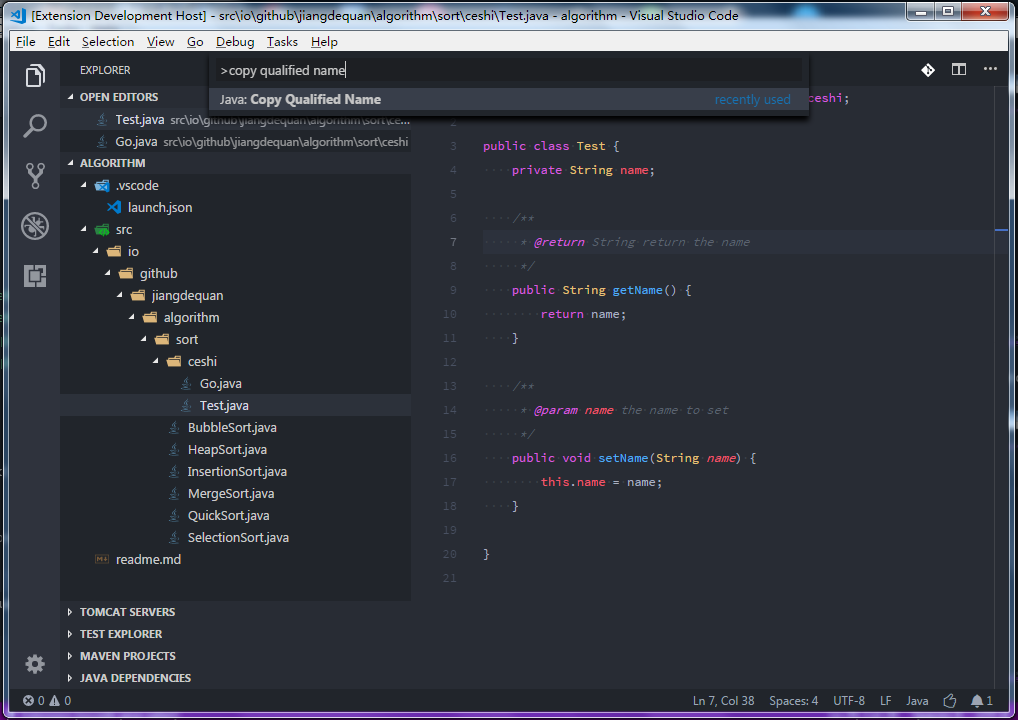 [Extension Development Host] - src\io\github\jiangdequan\algorithm\sort\ceshi\Test.java - algorithm - Visual Studio Code
File Edit Selection View Go Debug Tasks Help
EXPLORER
>copy qualified name
Java: Copy Qualified Name recently used
OPEN EDITORS
Test.java src\io\github\jiangdequan\algorithm\sort\ce...
Go.java src\io\github\jiangdequan\algorithm\sort\ceshi
ALGORITHM
.vscode
launch.json
src
io
github
jiangdequan
algorithm
sort
ceshi
Go.java
Test.java
BubbleSort.java
HeapSort.java
InsertionSort.java
MergeSort.java
QuickSort.java
SelectionSort.java
readme.md
TOMCAT SERVERS
TEST EXPLORER
MAVEN PROJECTS
JAVA DEPENDENCIES
ceshi;
2
3 public class Test {
4 private String name;
5
6 /**
7 * @return String return the name
8 */
9 public String getName() {
10 return name;
11 }
12
13 /**
14 * @param name the name to set
15 */
16 public void setName(String name) {
17 this.name = name;
18 }
19
20 }
21
0 0 Ln 7, Col 38 Spaces: 4 UTF-8 LF Java 1